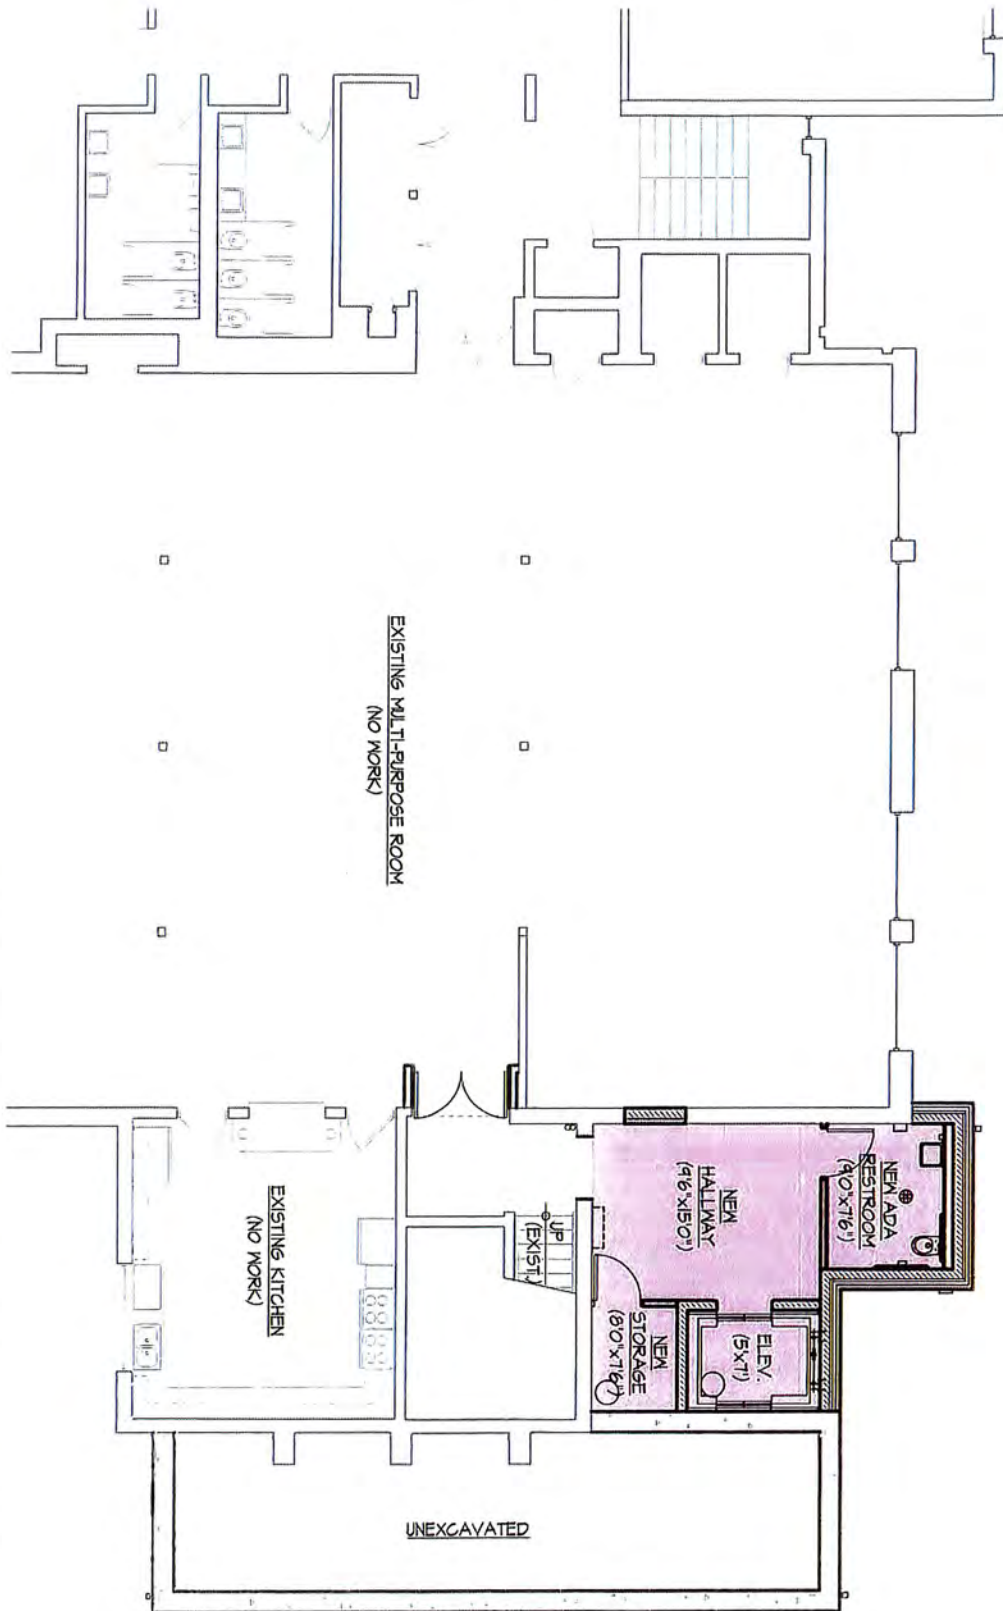 EXISTING MULTI-PURPOSE ROOM
(NO WORK)
NEW ADA
RESTROOM
(9'0"x7'6")
NEW
HALLWAY
(9'6"x15'0")
ELEV.
(5'x7')
NEW
STORAGE
(8'0"x7'6")
UP
(EXIST.)
EXISTING KITCHEN
(NO WORK)
UNEXCAVATED